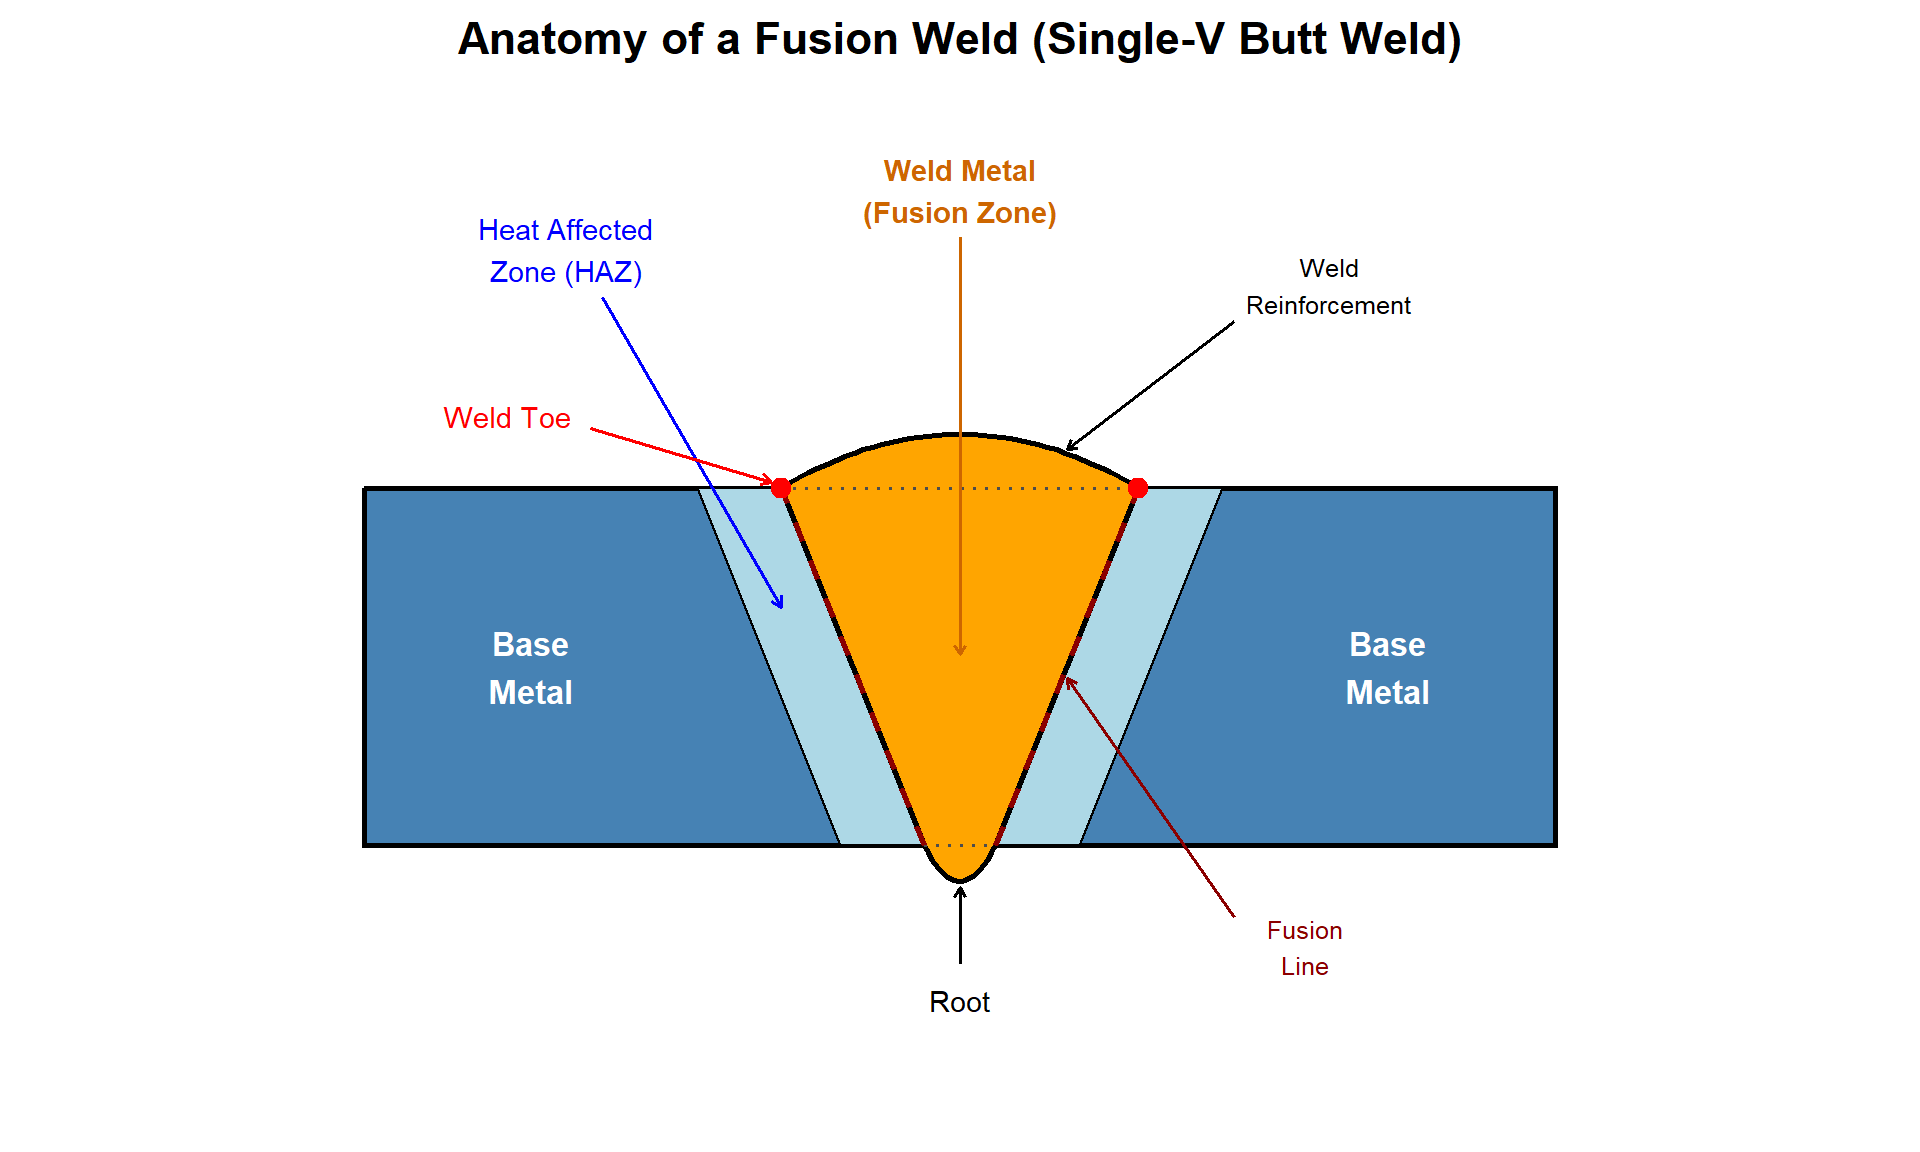 Anatomy of a Fusion Weld (Single-V Butt Weld)
Weld Metal
(Fusion Zone)
Heat Affected
Zone (HAZ)
Weld
Reinforcement
Weld Toe
Base
Metal
Base
Metal
Fusion
Line
Root